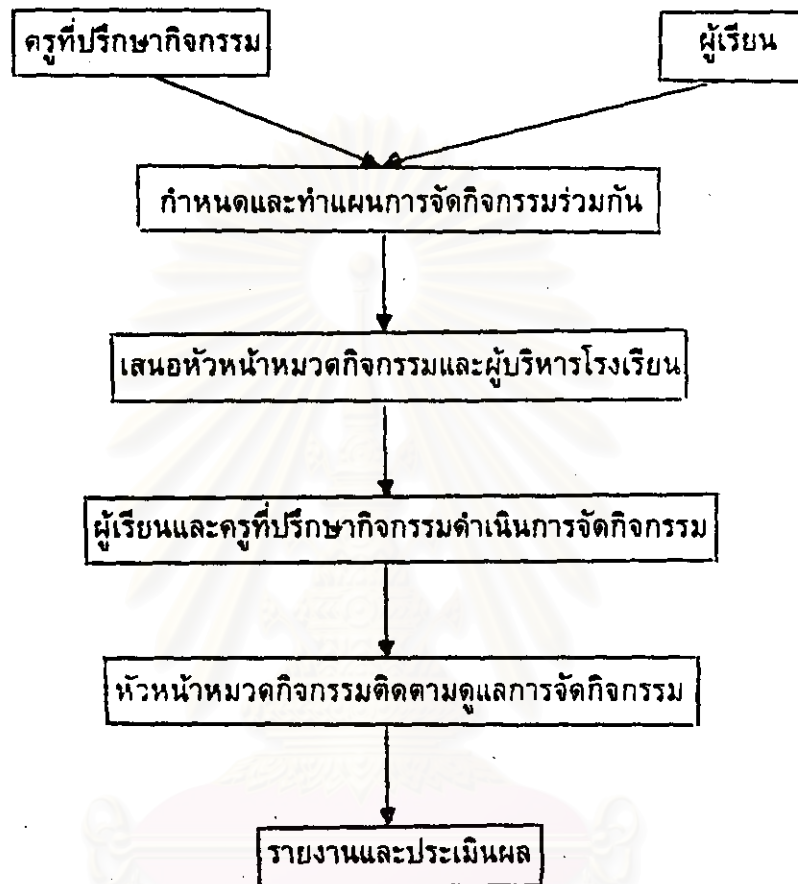 ครูที่ปรึกษากิจกรรม
ผู้เรียน
กำหนดและทำแผนการจัดกิจกรรมร่วมกัน
เสนอหัวหน้าหมวดกิจกรรมและผู้บริหารโรงเรียน
ผู้เรียนและครูที่ปรึกษากิจกรรมดำเนินการจัดกิจกรรม
หัวหน้าหมวดกิจกรรมติดตามดูแลการจัดกิจกรรม
รายงานและประเมินผล